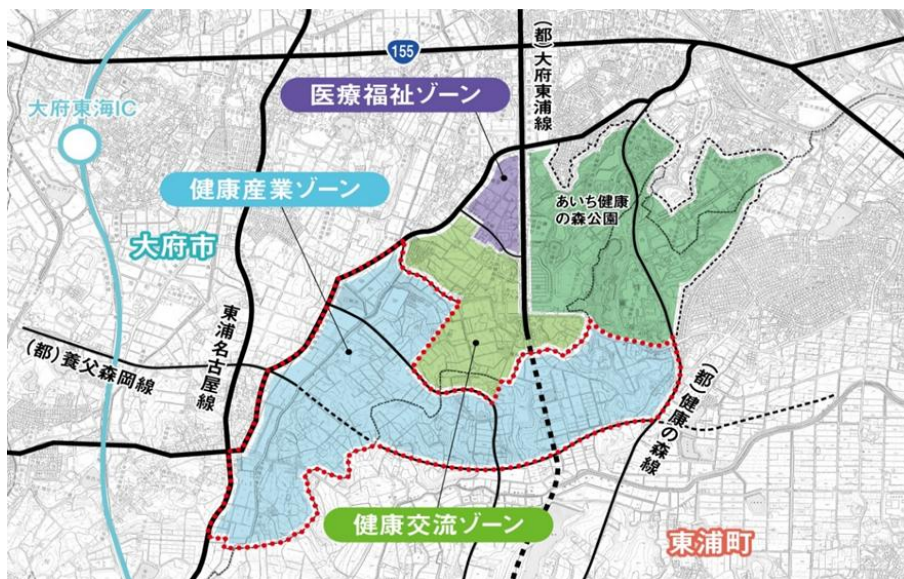 155
(都)大府東浦線
医療福祉ゾーン
大府東海IC
健康産業ゾーン
あいち健康
の森公園
大府市
東浦名古屋線
(都)養父森岡線
(都)健康の森線
健康交流ゾーン
東浦町